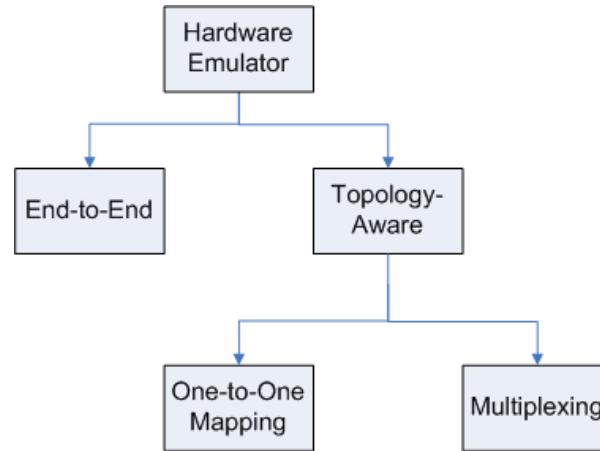 Hardware
Emulator
End-to-End
Topology-
Aware
One-to-One
Mapping
Multiplexing